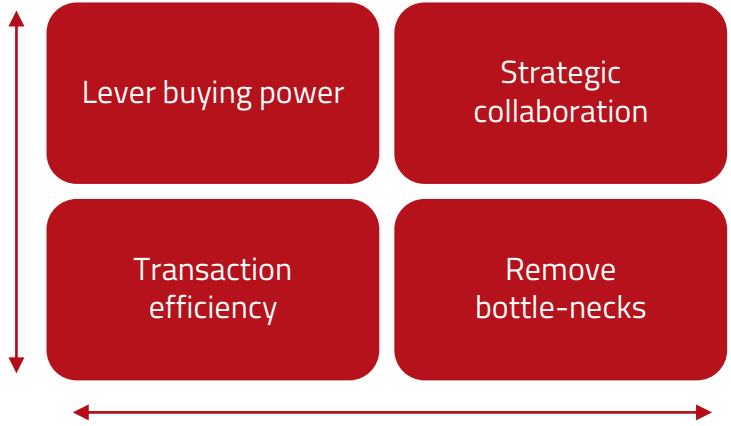 Lever buying power
Strategic
collaboration
Transaction
efficiency
Remove
bottle-necks